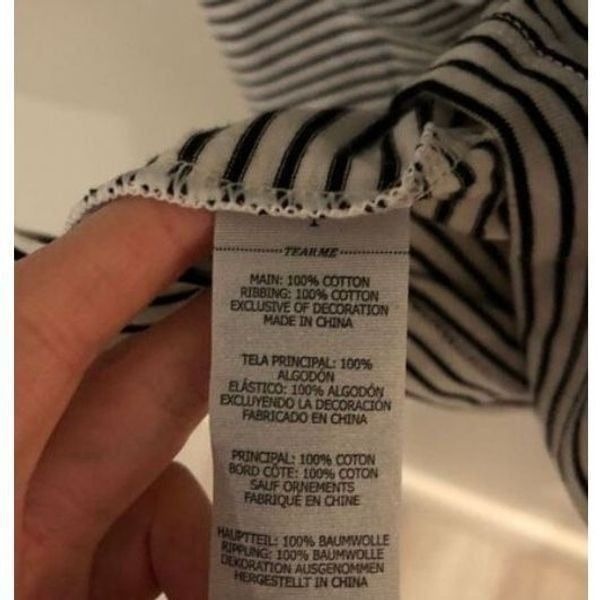 TEAR ME
MAIN: 100% COTTON
RIBBING: 100% COTTON
EXCLUSIVE OF DECORATION
MADE IN CHINA
TELA PRINCIPAL: 100%
ALGODÓN
ELÁSTICO: 100% ALGODÓN
EXCLUYENDO LA DECORACIÓN
FABRICADO EN CHINA
PRINCIPAL: 100% COTON
BORD CÔTE: 100% COTON
SAUF ORNEMENTS
FABRIQUÉ EN CHINE
HAUPTTEIL: 100% BAUMWOLLE
RIPPUNG: 100% BAUMWOLLE
DEKORATION AUSGENOMMEN
HERGESTELLT IN CHINA